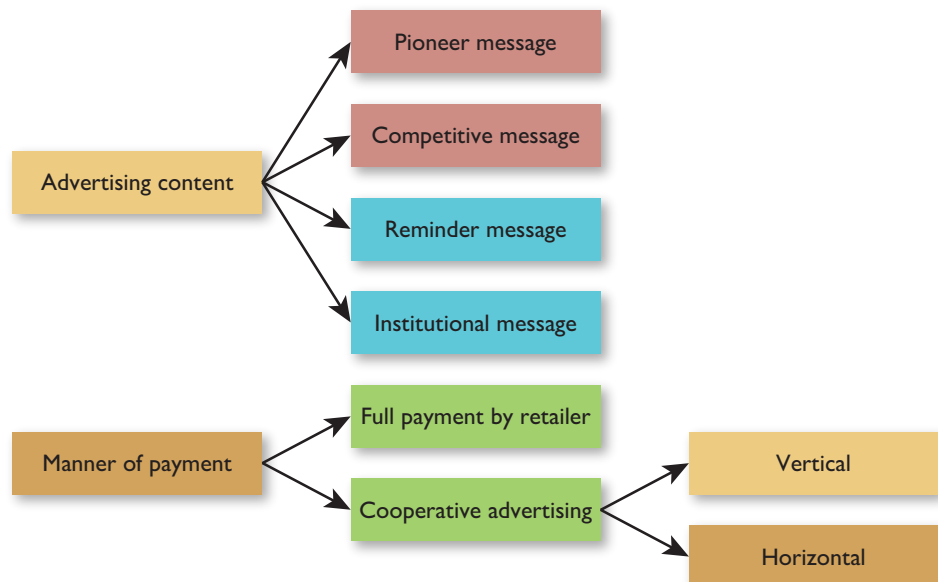 Pioneer message
Competitive message
Advertising content
Reminder message
Institutional message
Full payment by retailer
Manner of payment
Vertical
Cooperative advertising
Horizontal